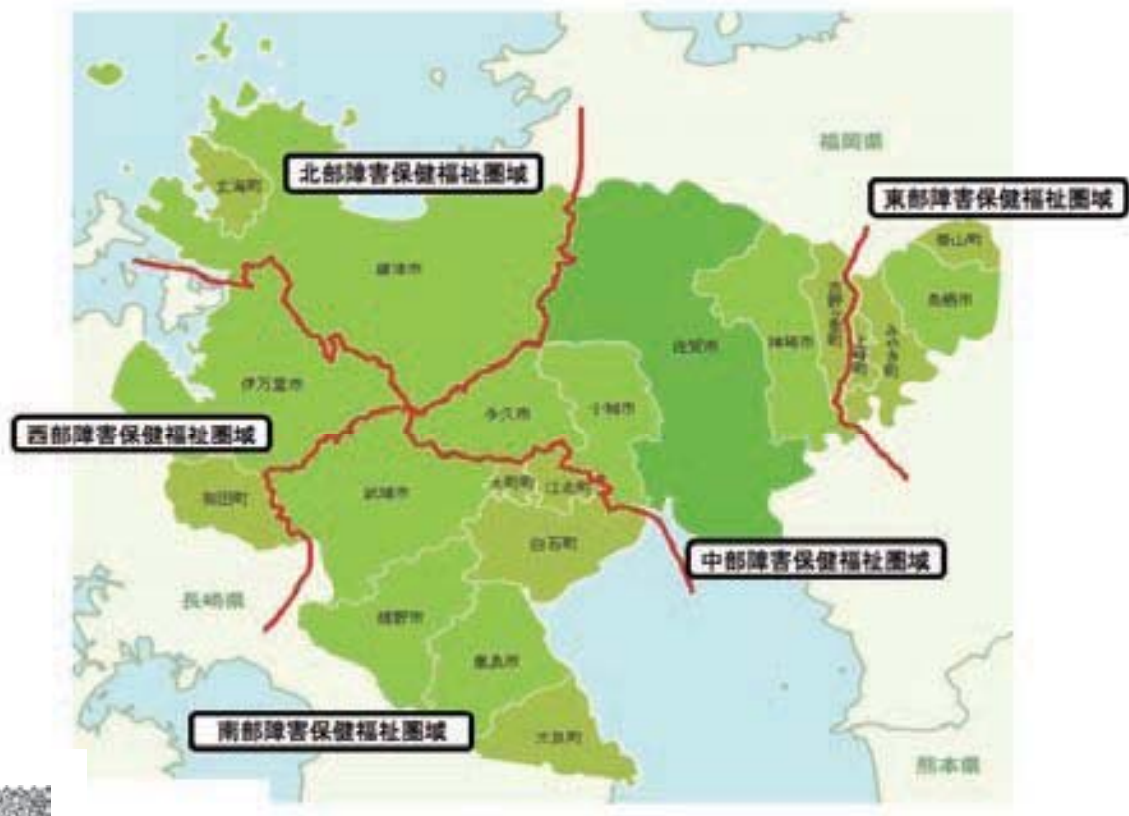 福岡県
北部障害保健福祉圏域
玄海町
東部障害保健福祉圏域
基山町
鳥栖市
唐津市
吉野ヶ里町
みやき町
上峰町
神埼市
佐賀市
伊万里市
多久市
小城市
西部障害保健福祉圏域
有田町
武雄市
大町町
江北町
白石町
中部障害保健福祉圏域
長崎県
嬉野市
鹿島市
南部障害保健福祉圏域
太良町
熊本県